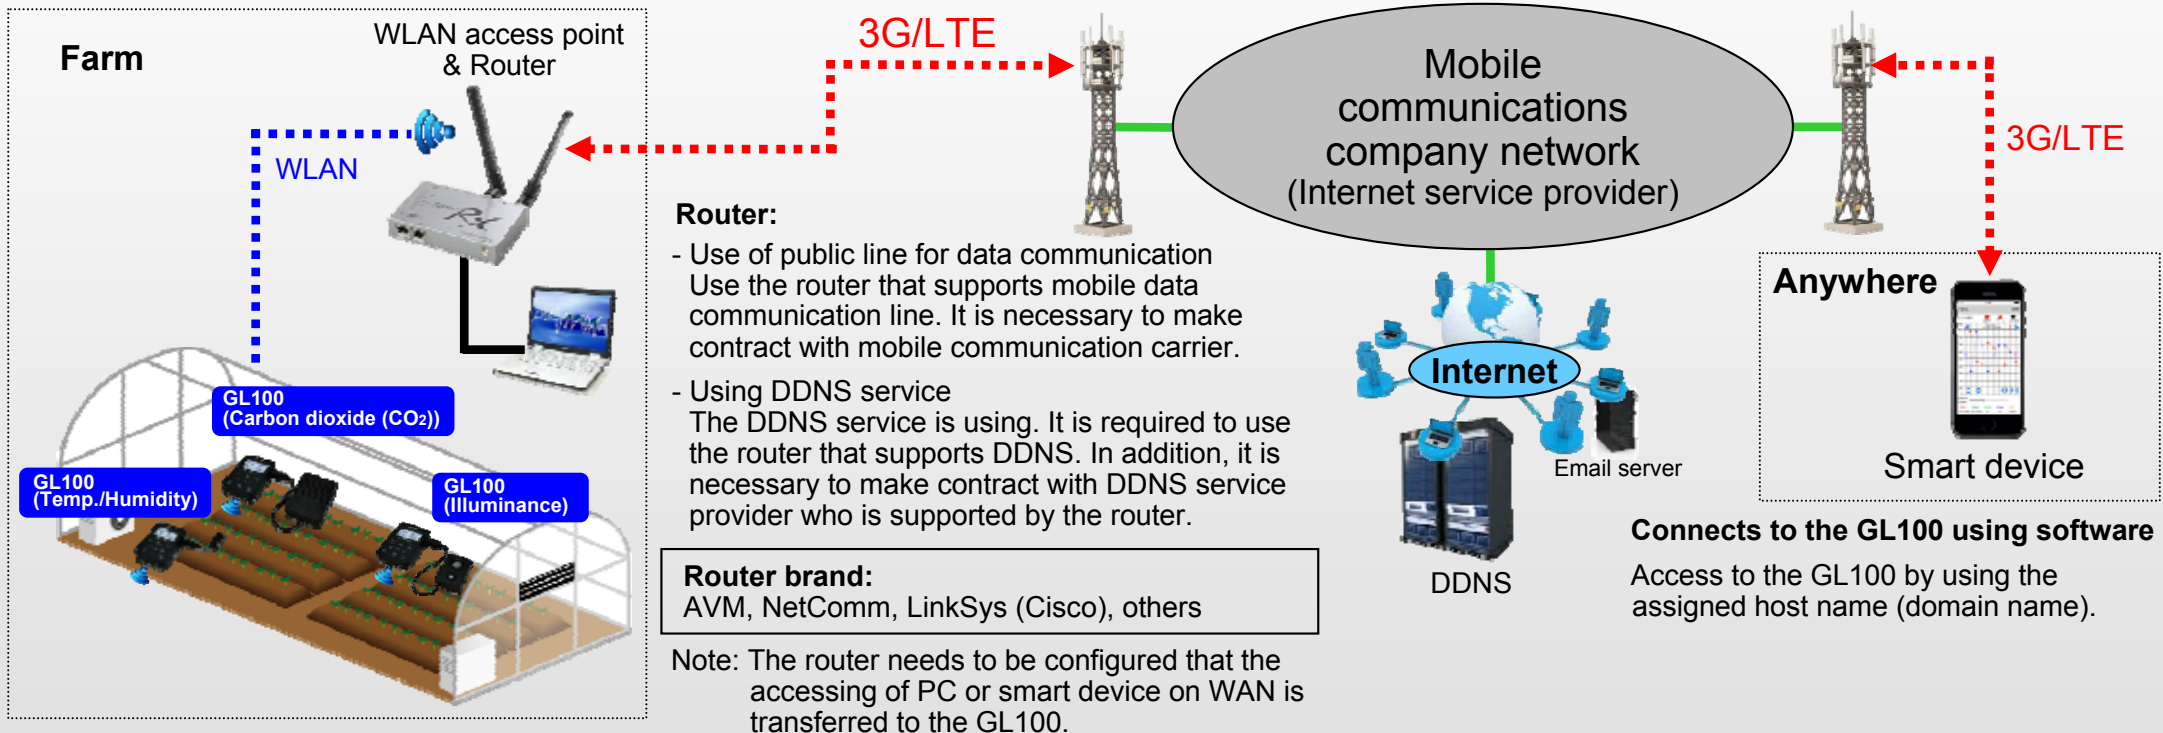 Farm
WLAN access point
& Router
WLAN
GL100
(Carbon dioxide (CO2))
GL100
(Temp./Humidity)
GL100
(Illuminance)
3G/LTE
Mobile
communications
company network
(Internet service provider)
3G/LTE
Router:
- Use of public line for data communication
Use the router that supports mobile data
communication line. It is necessary to make
contract with mobile communication carrier.
- Using DDNS service
The DDNS service is using. It is required to use
the router that supports DDNS. In addition, it is
necessary to make contract with DDNS service
provider who is supported by the router.
Router brand:
AVM, NetComm, LinkSys (Cisco), others
Note: The router needs to be configured that the
accessing of PC or smart device on WAN is
transferred to the GL100.
Internet
Email server
DDNS
Anywhere
Smart device
Connects to the GL100 using software
Access to the GL100 by using the
assigned host name (domain name).